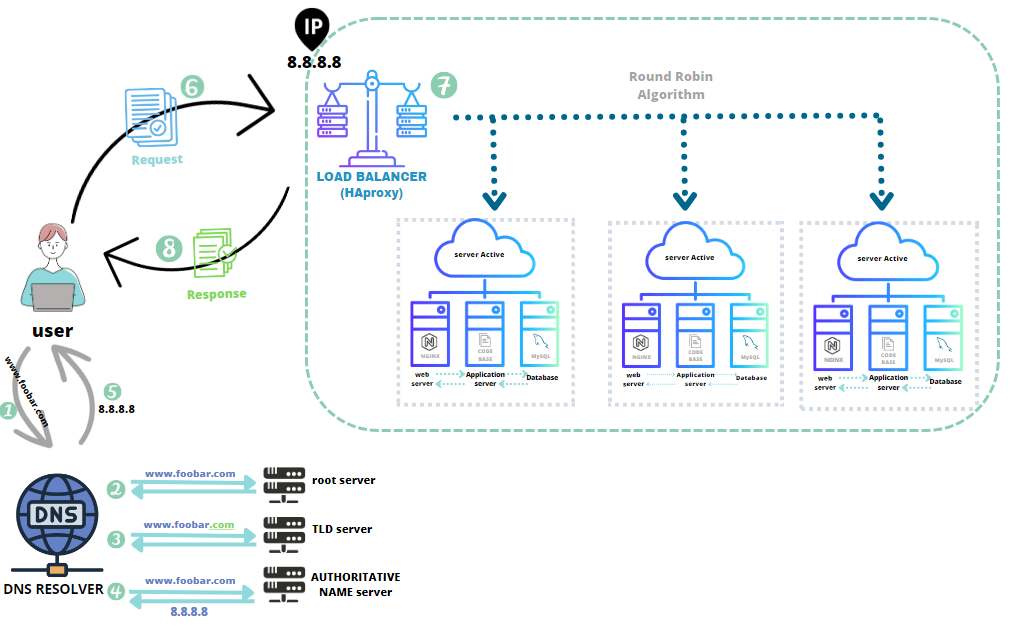 IP
8.8.8.8
6
Request
7
LOAD BALANCER
(HAproxy)
Round Robin
Algorithm
8
Response
user
server Active
NGINX
CODE
BASE
MySQL
web
server
Application
server
Database
server Active
NGINX
CODE
BASE
MySQL
web
server
Application
server
Database
server Active
NGINX
CODE
BASE
MySQL
web
server
Application
server
Database
1
www.foobar.com
5
8.8.8.8
DNS
DNS RESOLVER
2
www.foobar.com
root server
3
www.foobar.com
TLD server
4
www.foobar.com
8.8.8.8
AUTHORITATIVE
NAME server